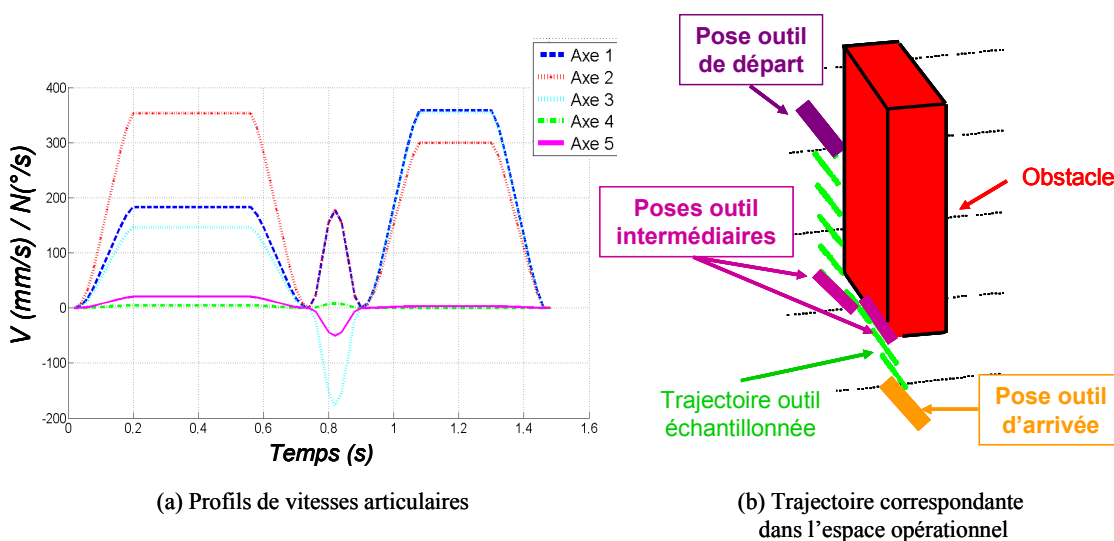 Axe 1
Axe 2
Axe 3
Axe 4
Axe 5
400
300
200
100
0
-100
-200
0
0.2
0.4
0.6
0.8
1
1.2
1.4
1.6
V (mm/s) / N(°/s)
Temps (s)
(a) Profils de vitesses articulaires
Pose outil
de départ
Obstacle
Poses outil
intermédiaires
Trajectoire outil
échantillonnée
Pose outil
d'arrivée
(b) Trajectoire correspondante
dans l'espace opérationnel